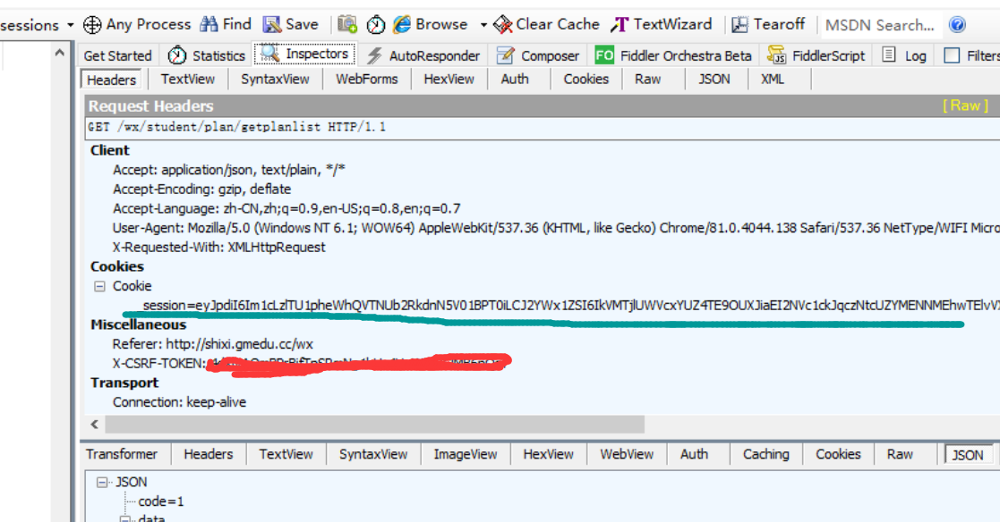 sessions Any Process Find Save Browse Clear Cache TextWizard Tearoff MSDN Search...
Get Started Statistics Inspectors AutoResponder Composer FO Fiddler Orchestra Beta FiddlerScript Log Filters
Headers TextView SyntaxView WebForms HexView Auth Cookies Raw JSON XML
Request Headers [Raw]
GET /wx/student/plan/getplanlist HTTP/1.1
Client
Accept: application/json, text/plain, */*
Accept-Encoding: gzip, deflate
Accept-Language: zh-CN,zh;q=0.9,en-US;q=0.8,en;q=0.7
User-Agent: Mozilla/5.0 (Windows NT 6.1; WOW64) AppleWebKit/537.36 (KHTML, like Gecko) Chrome/81.0.4044.138 Safari/537.36 NetType/WIFI Micro
X-Requested-With: XMLHttpRequest
Cookies
Cookie
Miscellaneous
Referer: http://shixi.gmedu.cc/wx
X-CSRF-TOKEN:
Transport
Connection: keep-alive
Transformer Headers TextView SyntaxView ImageView HexView WebView Auth Caching Cookies Raw JSON
JSON
code=1
data